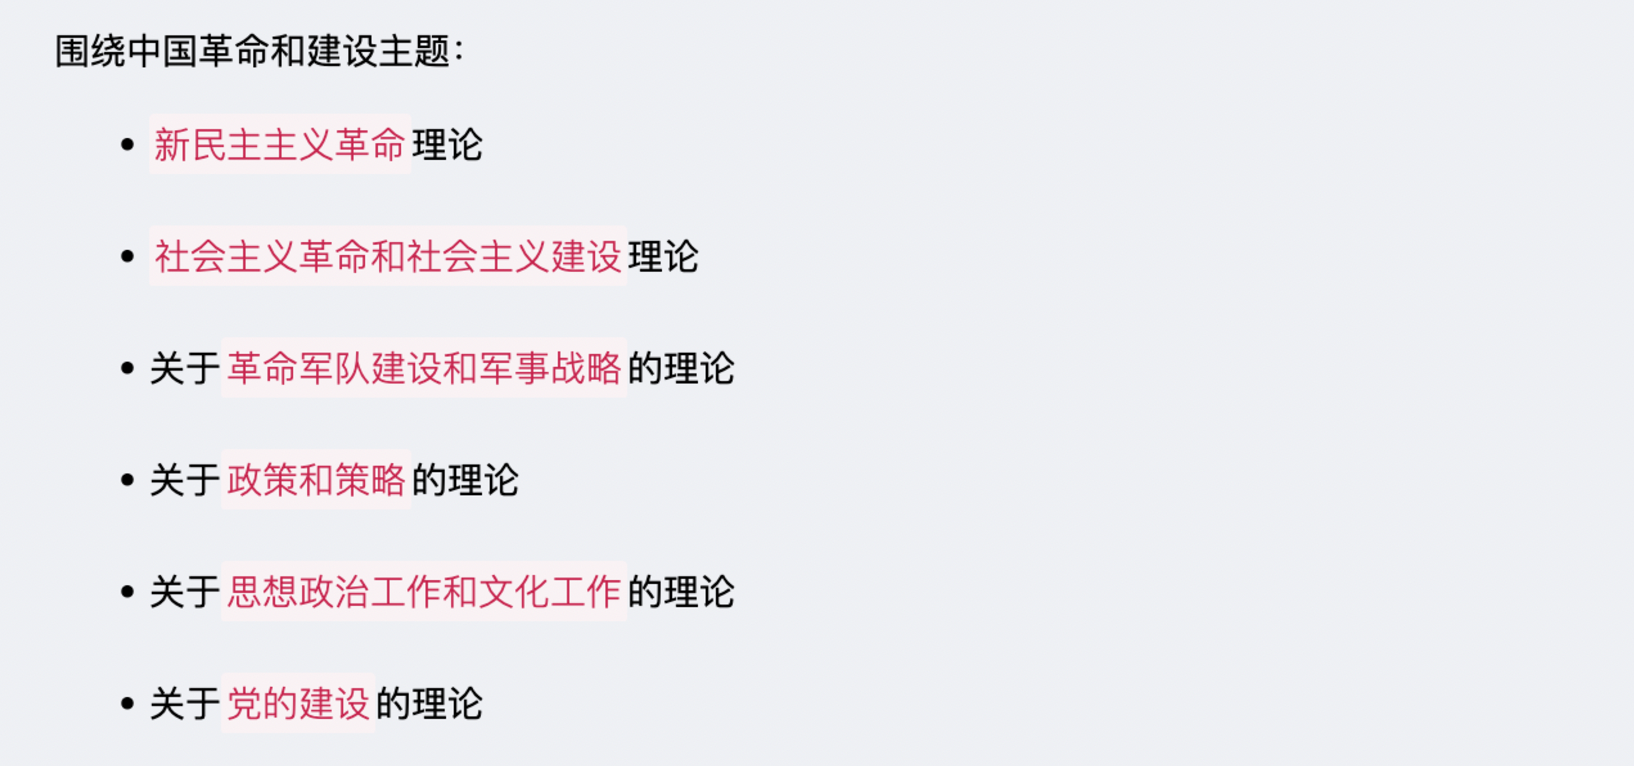 围绕中国革命和建设主题：
• 新民主主义革命理论
• 社会主义革命和社会主义建设理论
• 关于革命军队建设和军事战略的理论
• 关于政策和策略的理论
• 关于思想政治工作和文化工作的理论
• 关于党的建设的理论